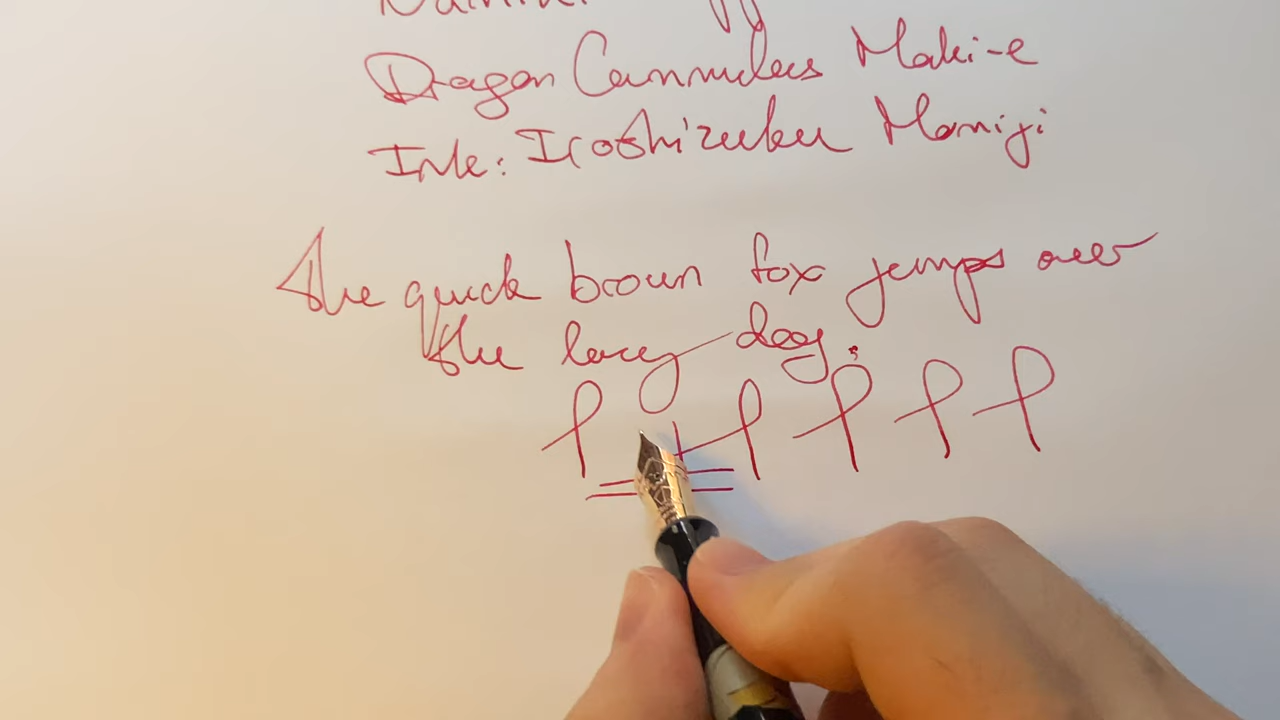 Dragon Cumulus Maki-e
Ink: Iroshizuku Momiji
the quick brown fox jumps over
the lazy dog.